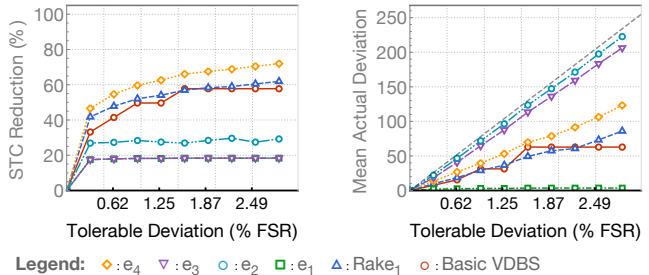 STC Reduction (%)
100
80
60
40
20
0
0.62 1.25 1.87 2.49
Tolerable Deviation (% FSR)
Mean Actual Deviation
250
200
150
100
50
0
0.62 1.25 1.87 2.49
Tolerable Deviation (% FSR)
Legend: : e₄ : e₃ : e₂ : e₁ : Rake₁ : Basic VDBS